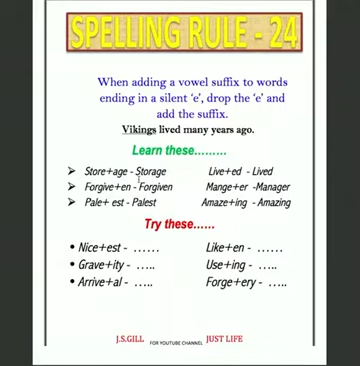 SPELLING RULE - 24
When adding a vowel suffix to words
ending in a silent ‘e’, drop the ‘e’ and
add the suffix.
Vikings lived many years ago.
Learn these.........
➢ Store+age - Storage Live+ed - Lived
➢ Forgive+en - Forgiven Mange+er -Manager
➢ Pale+ est - Palest Amaze+ing - Amazing
Try these......
• Nice+est - ...... Like+en - ......
• Grave+ity - ..... Use+ing - .....
• Arrive+al - ..... Forge+ery - .....
J.S.GILL FOR YOUTUBE CHANNEL JUST LIFE